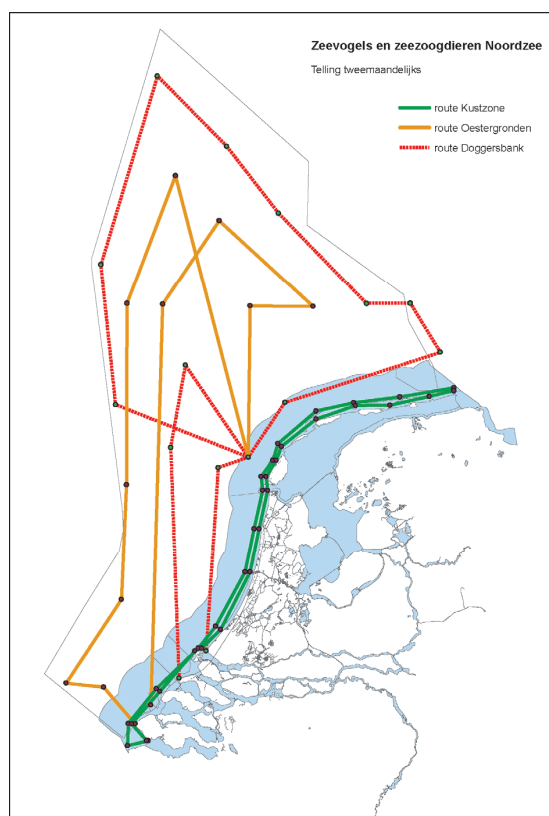 Zeevogels en zeezoogdieren Noordzee
Telling tweemaandelijks
route Kustzone
route Oestergronden
route Doggersbank